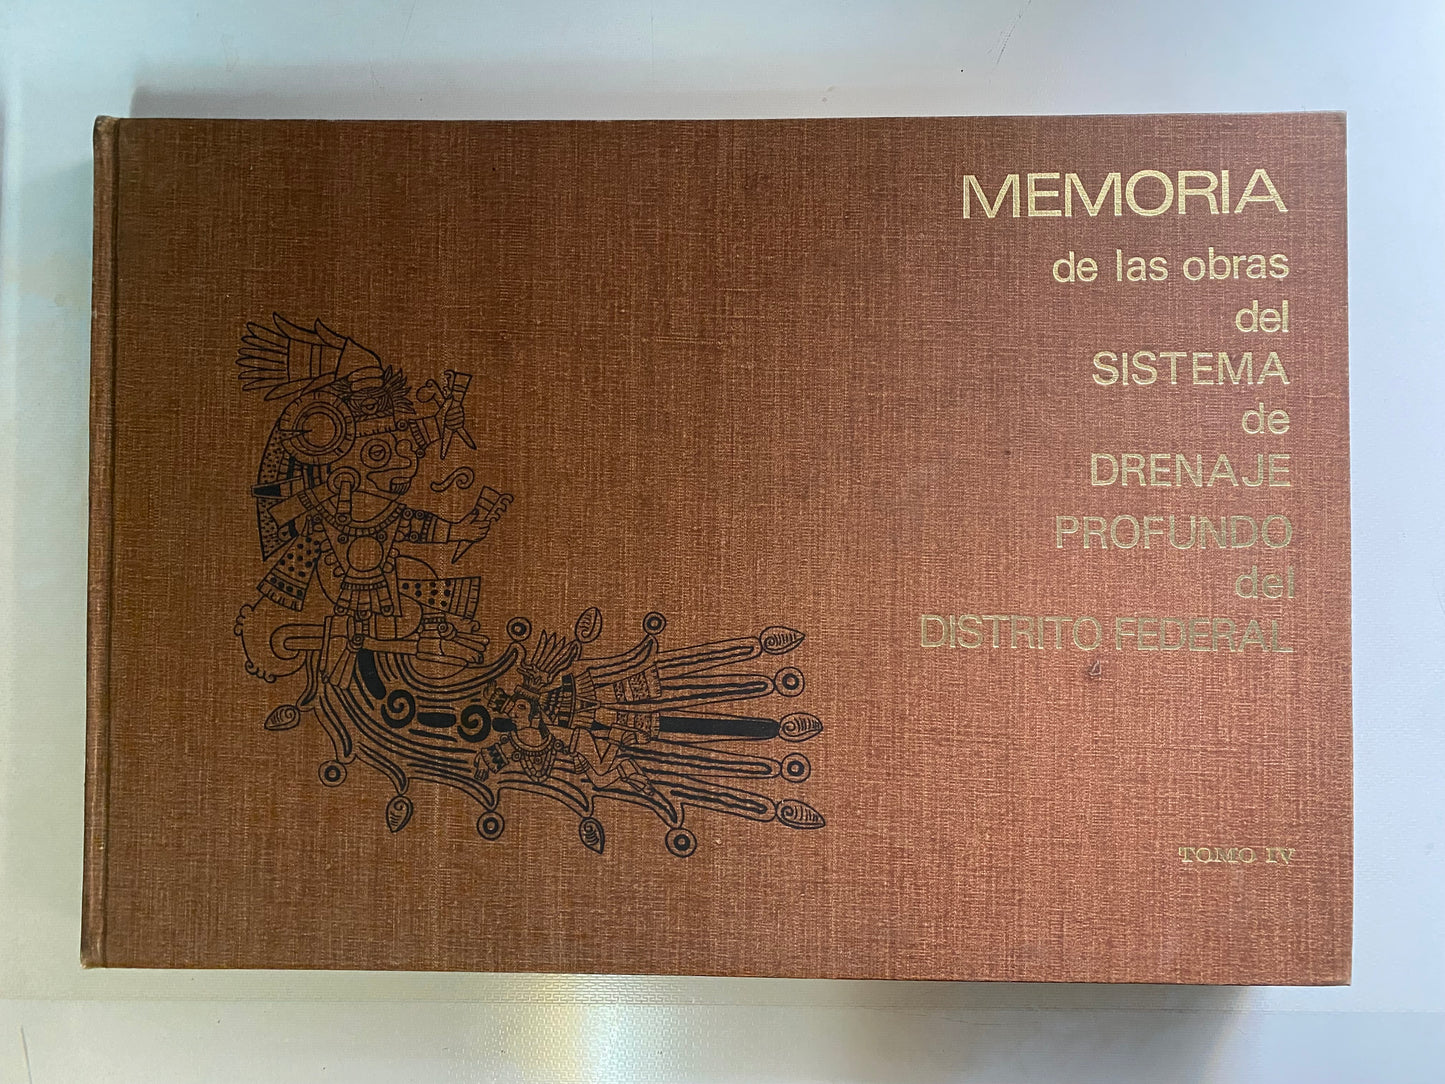 MEMORIA
de las obras
del
SISTEMA
de
DRENAJE
PROFUNDO
del
DISTRITO FEDERAL
TOMO IV